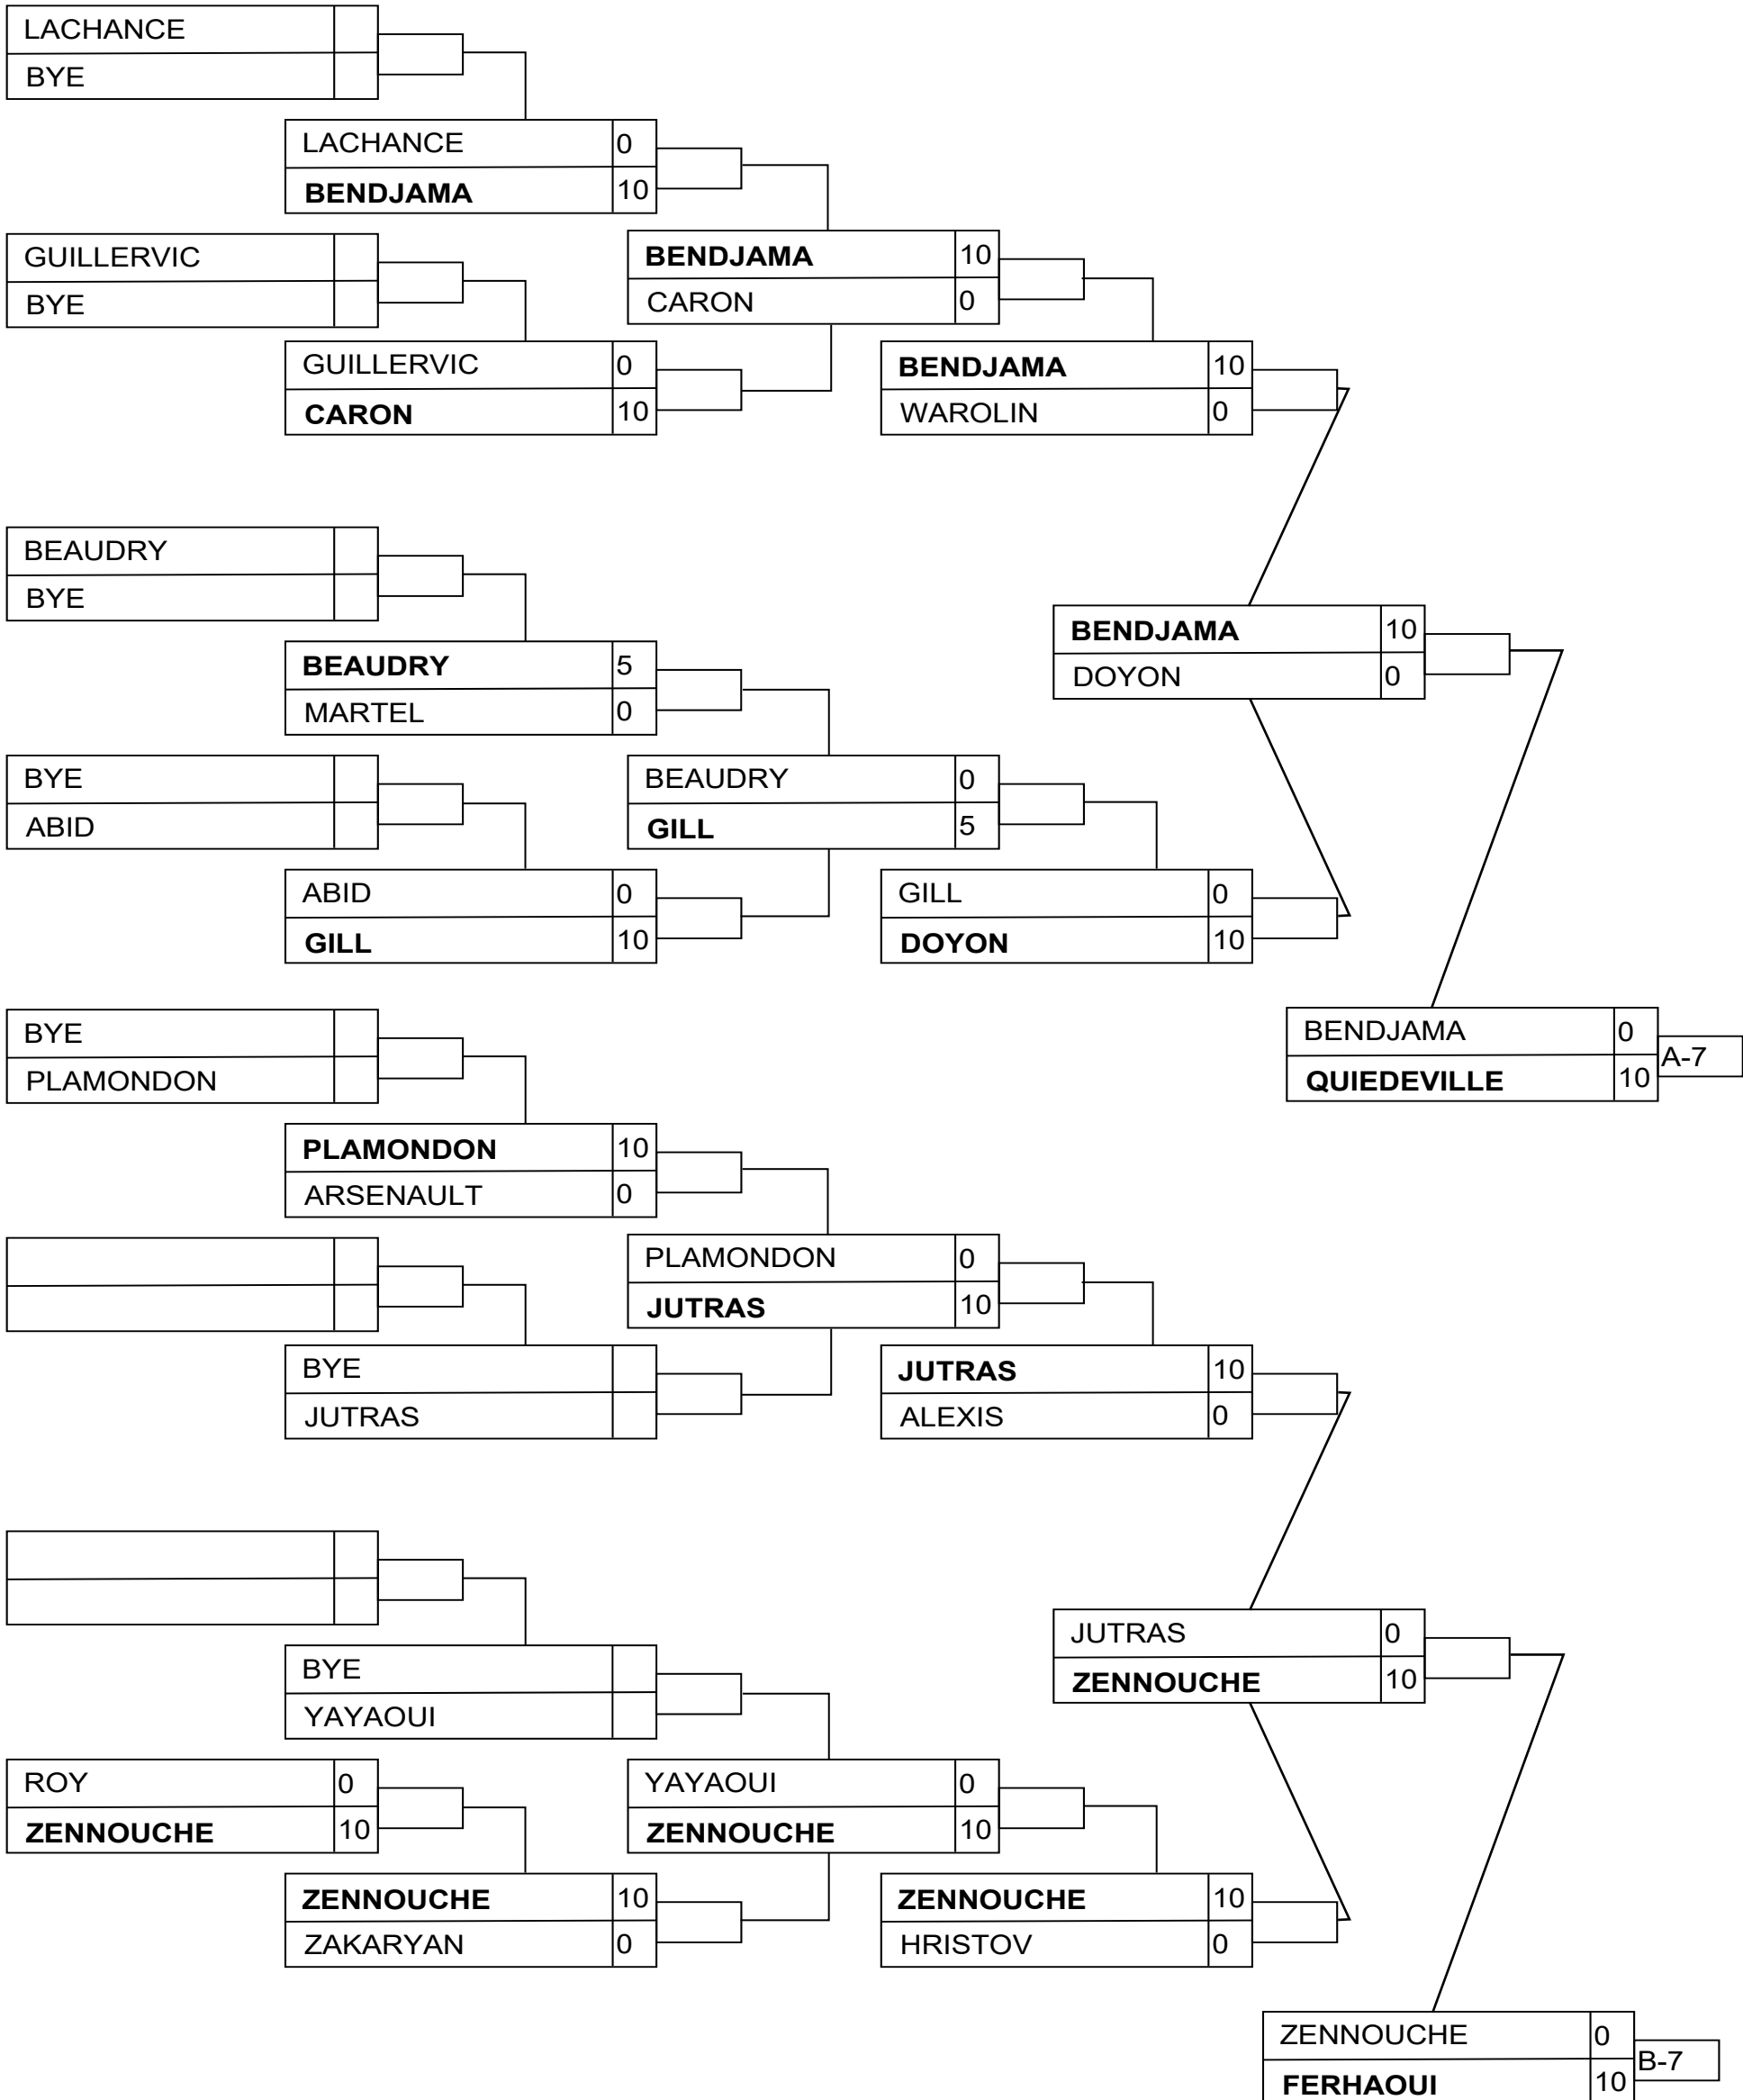 LACHANCE
BYE
LACHANCE 0
BENDJAMA 10
GUILLERVIC
BYE
BENDJAMA 10
CARON 0
GUILLERVIC 0
CARON 10
BENDJAMA 10
WAROLIN 0
BEAUDRY
BYE
BENDJAMA 10
DOYON 0
BEAUDRY 5
MARTEL 0
BYE
ABID
BEAUDRY 0
GILL 5
ABID 0
GILL 10
GILL 0
DOYON 10
BYE
PLAMONDON
BENDJAMA 0
QUIEDEVILLE 10
A-7
PLAMONDON 10
ARSENAULT 0
PLAMONDON 0
JUTRAS 10
BYE
JUTRAS
JUTRAS 10
ALEXIS 0
JUTRAS 0
ZENNOUCHE 10
BYE
YAYAOUI
ROY 0
ZENNOUCHE 10
YAYAOUI 0
ZENNOUCHE 10
ZENNOUCHE 10
ZAKARYAN 0
ZENNOUCHE 10
HRISTOV 0
ZENNOUCHE 0
FERHAOUI 10
B-7